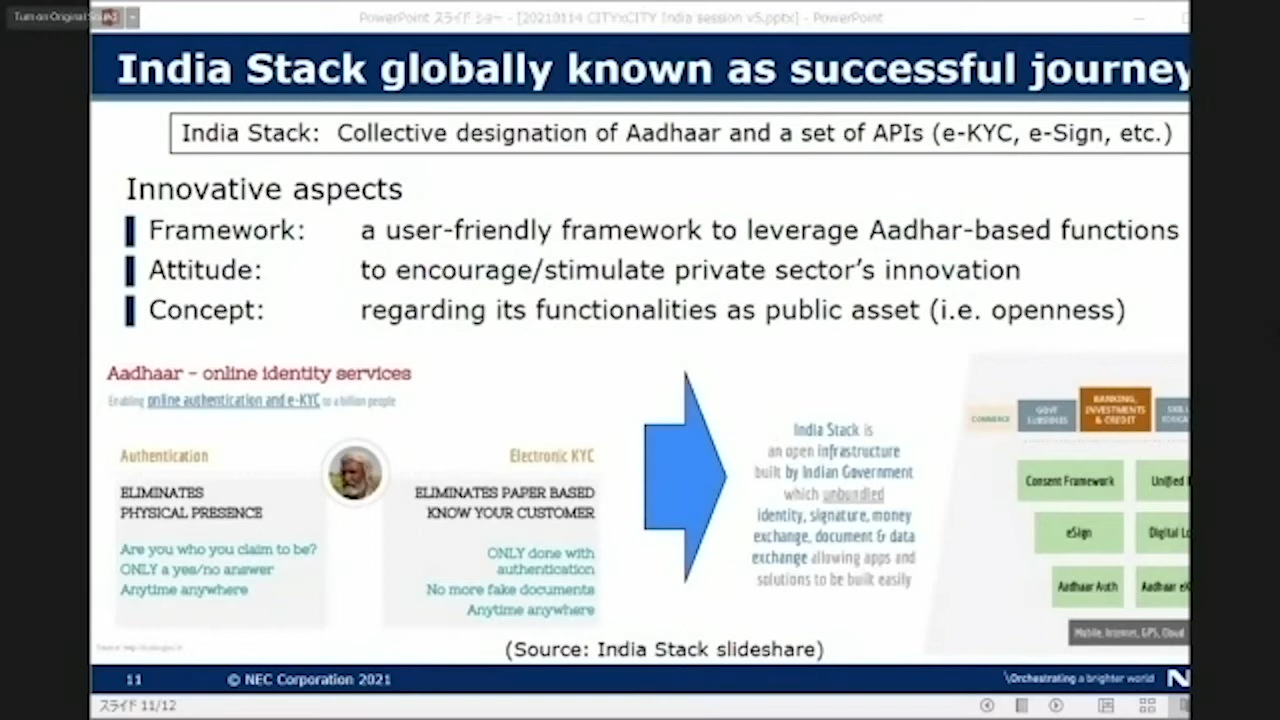 Turn on Original Sound
PowerPoint スライド ショー - [20210114 CITYxCITY India session v5.pptx] - PowerPoint
India Stack globally known as successful journey
India Stack: Collective designation of Aadhaar and a set of APIs (e-KYC, e-Sign, etc.)
Innovative aspects
Framework: a user-friendly framework to leverage Aadhar-based functions
Attitude: to encourage/stimulate private sector's innovation
Concept: regarding its functionalities as public asset (i.e. openness)
Aadhaar – online identity services
Enabling online authentication and e-KYC to a billion people
Authentication
ELIMINATES
PHYSICAL PRESENCE
Are you who you claim to be?
ONLY a yes/no answer
Anytime anywhere
Electronic KYC
ELIMINATES PAPER BASED
KNOW YOUR CUSTOMER
ONLY done with
authentication
No more fake documents
Anytime anywhere
India Stack is
an open infrastructure
built by Indian Government
which unbundled
identity, signature, money
exchange, document & data
exchange allowing apps and
solutions to be built easily
COMMERCE
GOVT
SUBSIDIES
BANKING,
INVESTMENTS
& CREDIT
Consent Framework
Unified
eSign
Digital Lo
Aadhaar Auth
Aadhaar eK
Mobile, Internet, GPS, Cloud
(Source: India Stack slideshare)
11
© NEC Corporation 2021
\Orchestrating a brighter world
スライド 11/12